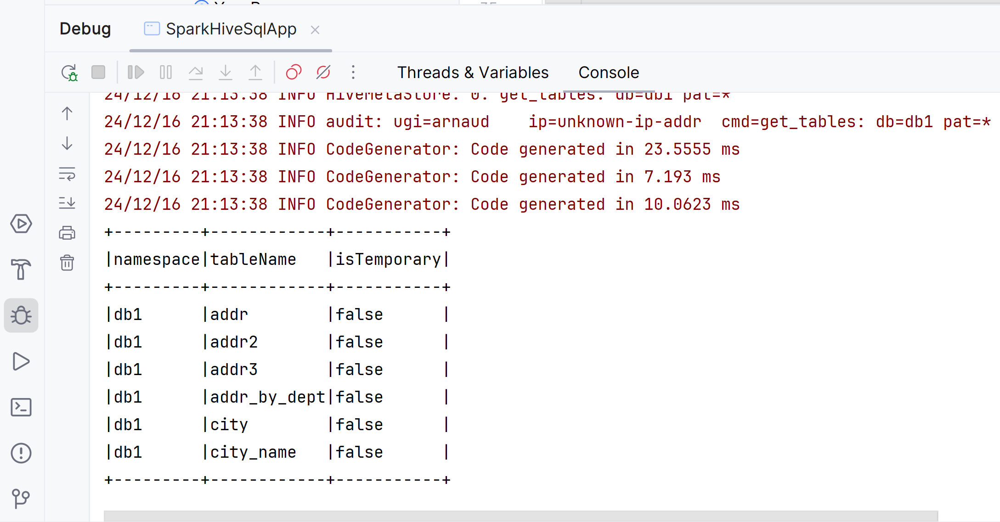 Debug SparkHiveSqlApp
Threads & Variables Console
24/12/16 21:13:38 INFO HiveMetaStore: 0: get_tables: db=db1 pat=*
24/12/16 21:13:38 INFO audit: ugi=arnaud    ip=unknown-ip-addr  cmd=get_tables: db=db1 pat=*
24/12/16 21:13:38 INFO CodeGenerator: Code generated in 23.5555 ms
24/12/16 21:13:38 INFO CodeGenerator: Code generated in 7.193 ms
24/12/16 21:13:38 INFO CodeGenerator: Code generated in 10.0623 ms
+---------+------------+-----------+
|namespace|tableName   |isTemporary|
+---------+------------+-----------+
|db1      |addr        |false      |
|db1      |addr2       |false      |
|db1      |addr3       |false      |
|db1      |addr_by_dept|false      |
|db1      |city        |false      |
|db1      |city_name   |false      |
+---------+------------+-----------+